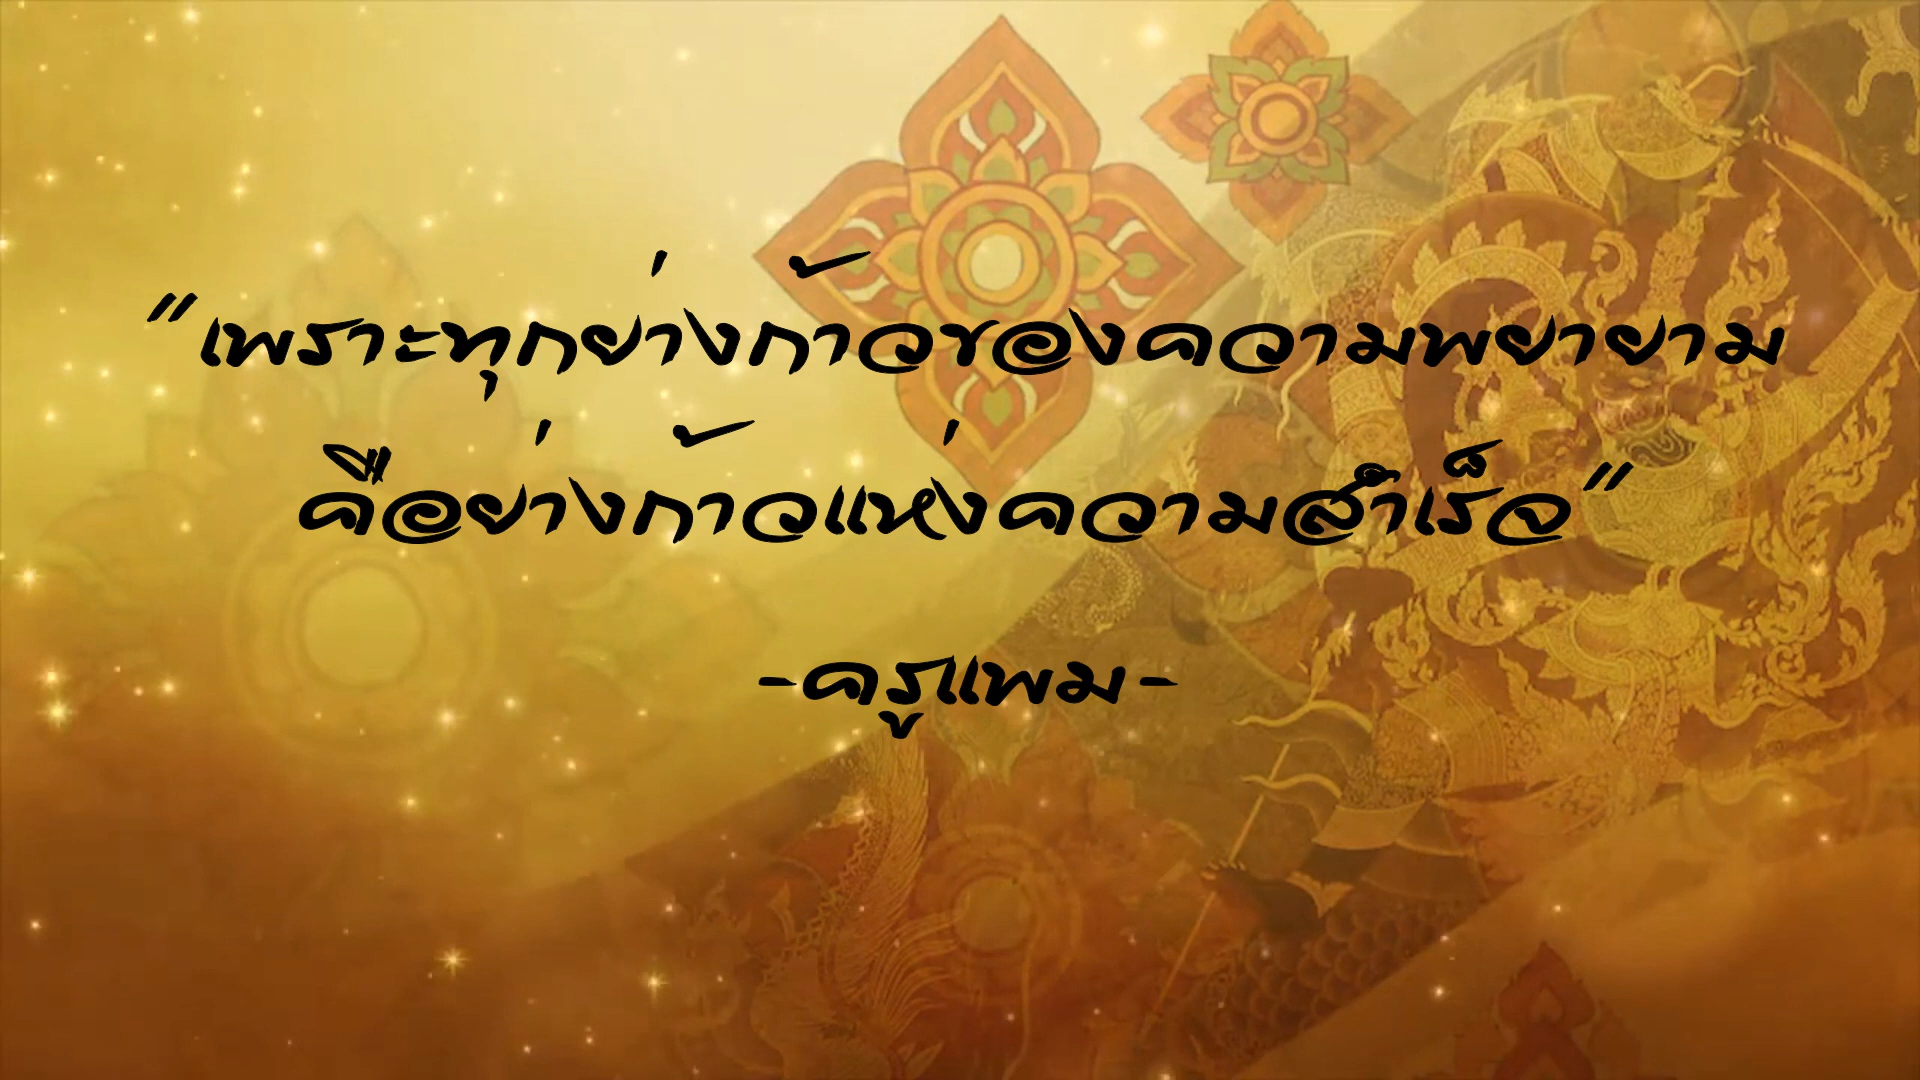 "เพราะทุกย่างก้าวของความพยายาม
คือย่างก้าวแห่งความสำเร็จ"
-ครูแพม-